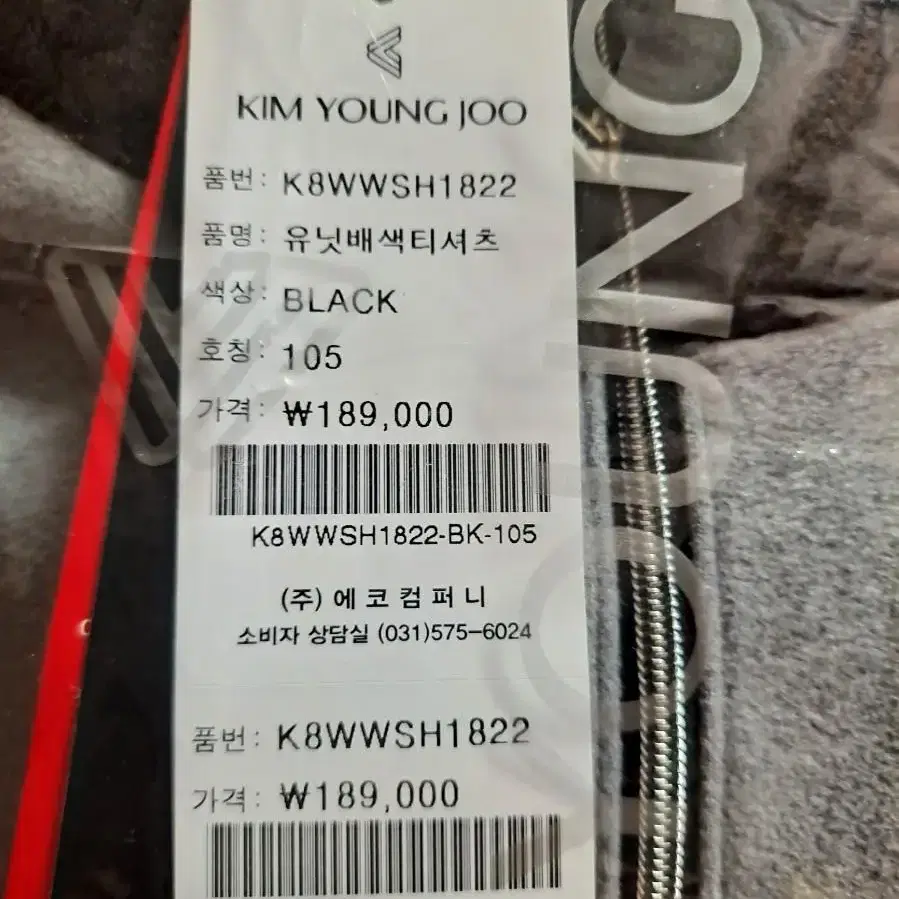 KIM YOUNG JOO
품번: K8WWSH1822
품명: 유닛배색티셔츠
색상: BLACK
호칭: 105
가격: ₩189,000
K8WWSH1822-BK-105
(주) 에코컴퍼니
소비자 상담실 (031)575-6024
품번: K8WWSH1822
가격: ₩189,000